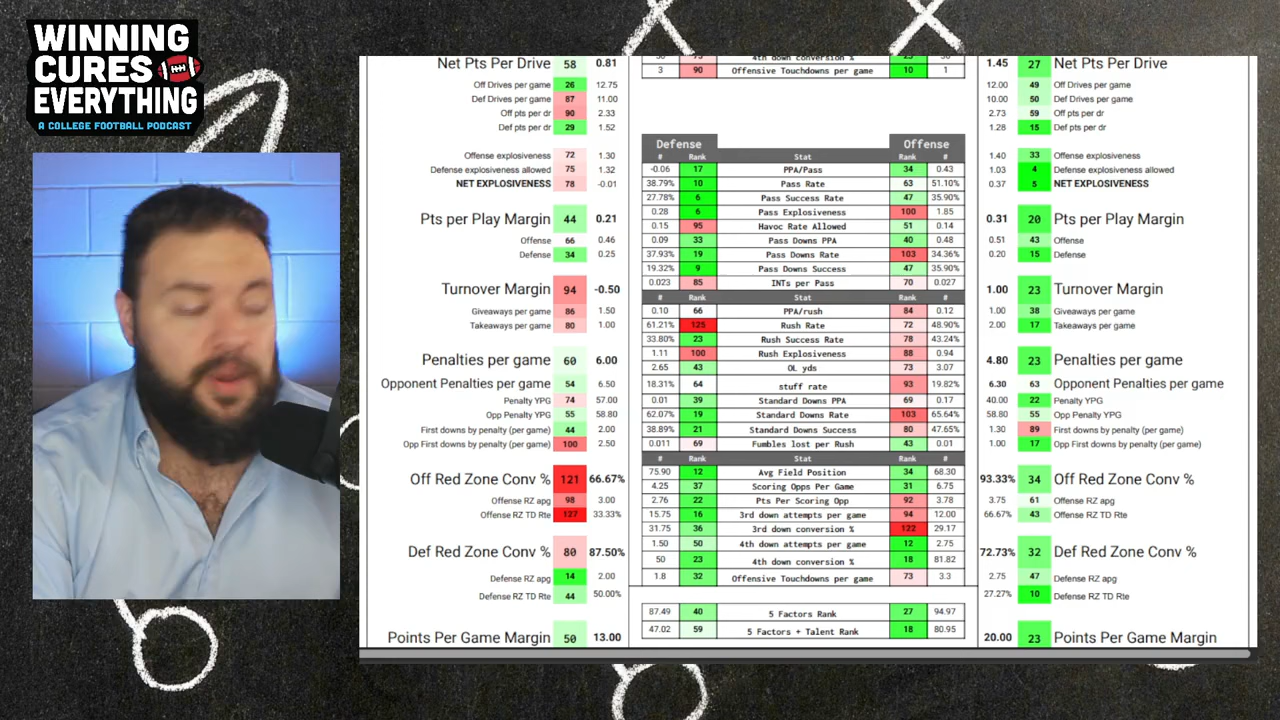 WINNING
CURES
EVERYTHING
A COLLEGE FOOTBALL PODCAST
Net Pts Per Drive 58 0.81
Off Drives per game 26 12.75
Def Drives per game 87 11.00
Off pts per dr 90 2.33
Def pts per dr 29 1.52
Offense explosiveness 72 1.30
Defense explosiveness allowed 75 1.32
NET EXPLOSIVENESS 78 -0.01
Pts per Play Margin 44 0.21
Offense 66 0.46
Defense 34 0.25
Turnover Margin 94 -0.50
Giveaways per game 86 1.50
Takeaways per game 80 1.00
Penalties per game 60 6.00
Opponent Penalties per game 54 6.50
Penalty YPG 74 57.00
Opp Penalty YPG 55 58.80
First downs by penalty (per game) 44 2.00
Opp First downs by penalty (per game) 100 2.50
Off Red Zone Conv % 121 66.67%
Offense RZ apg 98 3.00
Offense RZ TD Rte 127 33.33%
Def Red Zone Conv % 80 87.50%
Defense RZ apg 14 2.00
Defense RZ TD Rte 44 50.00%
Points Per Game Margin 50 13.00
4th down conversion %
3 90 Offensive Touchdowns per game 10 1
Defense Offense
# Rank Stat Rank #
-0.06 17 PPA/Pass 34 0.43
38.79% 10 Pass Rate 63 51.10%
27.78% 6 Pass Success Rate 47 35.90%
0.28 6 Pass Explosiveness 100 1.85
0.15 95 Havoc Rate Allowed 51 0.14
0.09 33 Pass Downs PPA 40 0.48
37.93% 19 Pass Downs Rate 103 34.36%
19.32% 9 Pass Downs Success 47 35.90%
0.023 85 INTs per Pass 70 0.027
# Rank Stat Rank #
0.10 66 PPA/rush 84 0.12
61.21% 125 Rush Rate 72 48.90%
33.80% 23 Rush Success Rate 78 43.24%
1.11 100 Rush Explosiveness 88 0.94
2.65 43 OL yds 73 3.07
18.31% 64 stuff rate 93 19.82%
0.01 39 Standard Downs PPA 69 0.17
62.07% 19 Standard Downs Rate 103 65.64%
38.89% 21 Standard Downs Success 80 47.65%
0.011 69 Fumbles lost per Rush 43 0.01
# Rank Stat Rank #
75.90 12 Avg Field Position 34 68.30
4.25 37 Scoring Opps Per Game 31 6.75
2.76 22 Pts Per Scoring Opp 92 3.78
15.75 16 3rd down attempts per game 94 12.00
31.75 36 3rd down conversion % 122 29.17
1.50 50 4th down attempts per game 12 2.75
50 23 4th down conversion % 18 81.82
1.8 32 Offensive Touchdowns per game 73 3.3
87.49 40 5 Factors Rank 27 94.97
47.02 59 5 Factors + Talent Rank 18 80.95
1.45 27 Net Pts Per Drive
12.00 49 Off Drives per game
10.00 50 Def Drives per game
2.73 59 Off pts per dr
1.28 15 Def pts per dr
1.40 33 Offense explosiveness
1.03 4 Defense explosiveness allowed
0.37 5 NET EXPLOSIVENESS
0.31 20 Pts per Play Margin
0.51 43 Offense
0.20 15 Defense
1.00 23 Turnover Margin
1.00 38 Giveaways per game
2.00 17 Takeaways per game
4.80 23 Penalties per game
6.30 63 Opponent Penalties per game
40.00 22 Penalty YPG
58.80 55 Opp Penalty YPG
1.30 89 First downs by penalty (per game)
1.00 17 Opp First downs by penalty (per game)
93.33% 34 Off Red Zone Conv %
3.75 61 Offense RZ apg
66.67% 43 Offense RZ TD Rte
72.73% 32 Def Red Zone Conv %
2.75 47 Defense RZ apg
27.27% 10 Defense RZ TD Rte
20.00 23 Points Per Game Margin